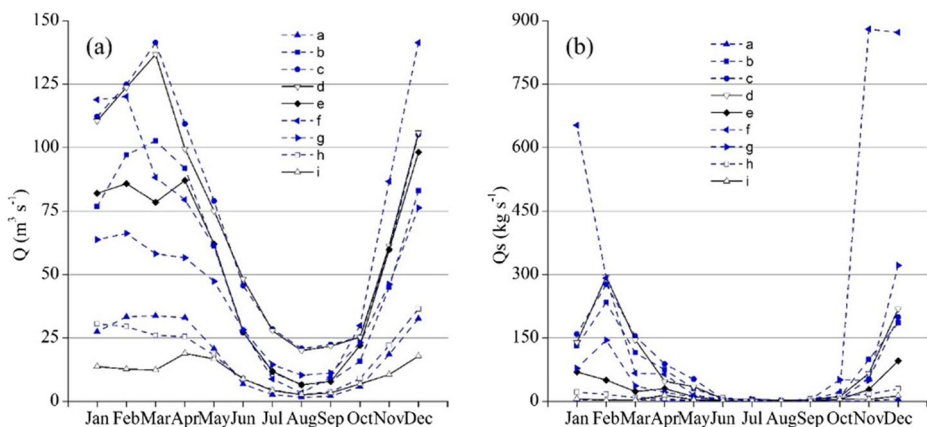 (a)
150
125
100
75
50
25
0
Q (m³ s⁻¹)
a
b
c
d
e
f
g
h
i
Jan Feb Mar Apr May Jun Jul Aug Sep Oct Nov Dec
(b)
900
750
600
450
300
150
0
Qs (kg s⁻¹)
a
b
c
d
e
f
g
h
i
Jan Feb Mar Apr May Jun Jul Aug Sep Oct Nov Dec